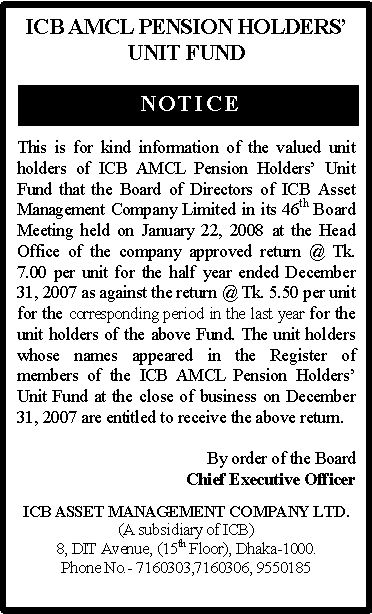 ICB AMCL PENSION HOLDERS’
UNIT FUND
NOTICE
This is for kind information of the valued unit
holders of ICB AMCL Pension Holders’ Unit
Fund that the Board of Directors of ICB Asset
Management Company Limited in its 46th Board
Meeting held on January 22, 2008 at the Head
Office of the company approved return @ Tk.
7.00 per unit for the half year ended December
31, 2007 as against the return @ Tk. 5.50 per unit
for the corresponding period in the last year for the
unit holders of the above Fund. The unit holders
whose names appeared in the Register of
members of the ICB AMCL Pension Holders’
Unit Fund at the close of business on December
31, 2007 are entitled to receive the above return.
By order of the Board
Chief Executive Officer
ICB ASSET MANAGEMENT COMPANY LTD.
(A subsidiary of ICB)
8, DIT Avenue, (15th Floor), Dhaka-1000.
Phone No.- 7160303,7160306, 9550185